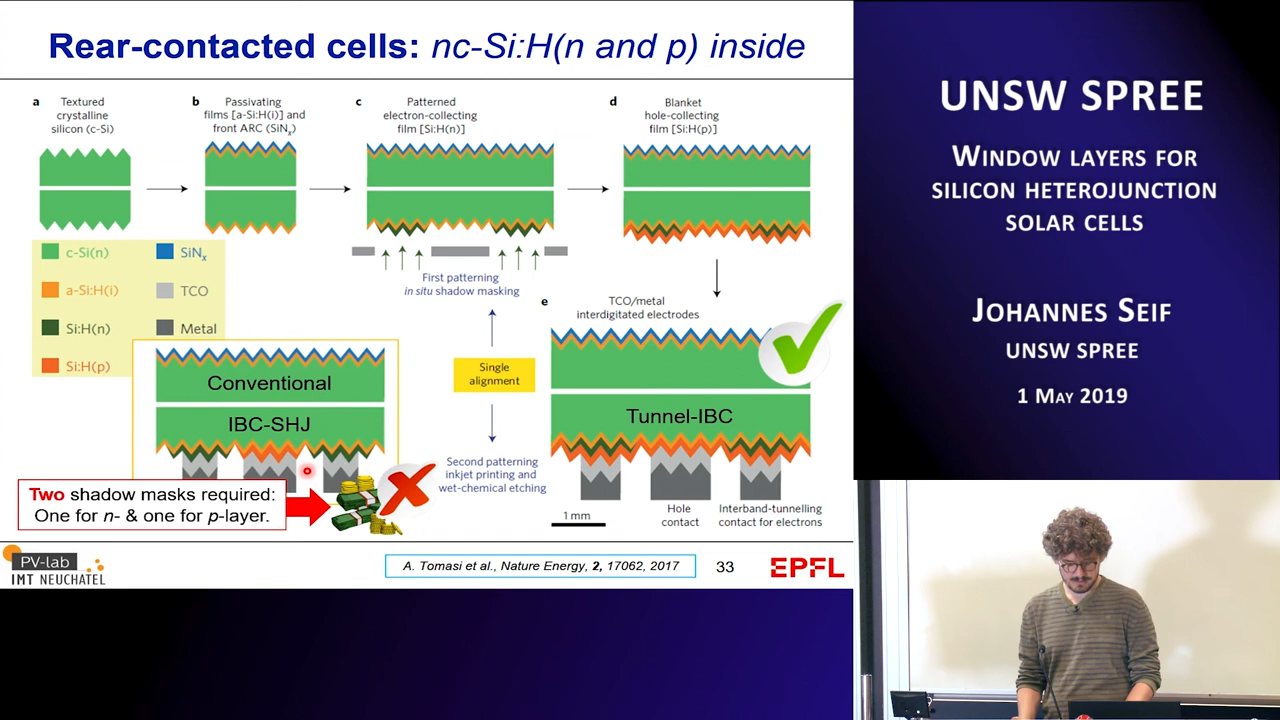 Rear-contacted cells: nc-Si:H(n and p) inside
a
Textured
crystalline
silicon (c-Si)
b
Passivating
films [a-Si:H(i)] and
front ARC (SiNx)
c
Patterned
electron-collecting
film [Si:H(n)]
d
Blanket
hole-collecting
film [Si:H(p)]
c-Si(n)
a-Si:H(i)
Si:H(n)
Si:H(p)
SiNx
TCO
Metal
First patterning
in situ shadow masking
Single
alignment
Second patterning
inkjet printing and
wet-chemical etching
e
TCO/metal
interdigitated electrodes
Tunnel-IBC
1 mm
Hole
contact
Interband-tunnelling
contact for electrons
Conventional
IBC-SHJ
Two shadow masks required:
One for n- & one for p-layer.
PV-lab
IMT NEUCHATEL
A. Tomasi et al., Nature Energy, 2, 17062, 2017
33
EPFL
UNSW SPREE
Window layers for
silicon heterojunction
solar cells
Johannes Seif
UNSW SPREE
1 May 2019